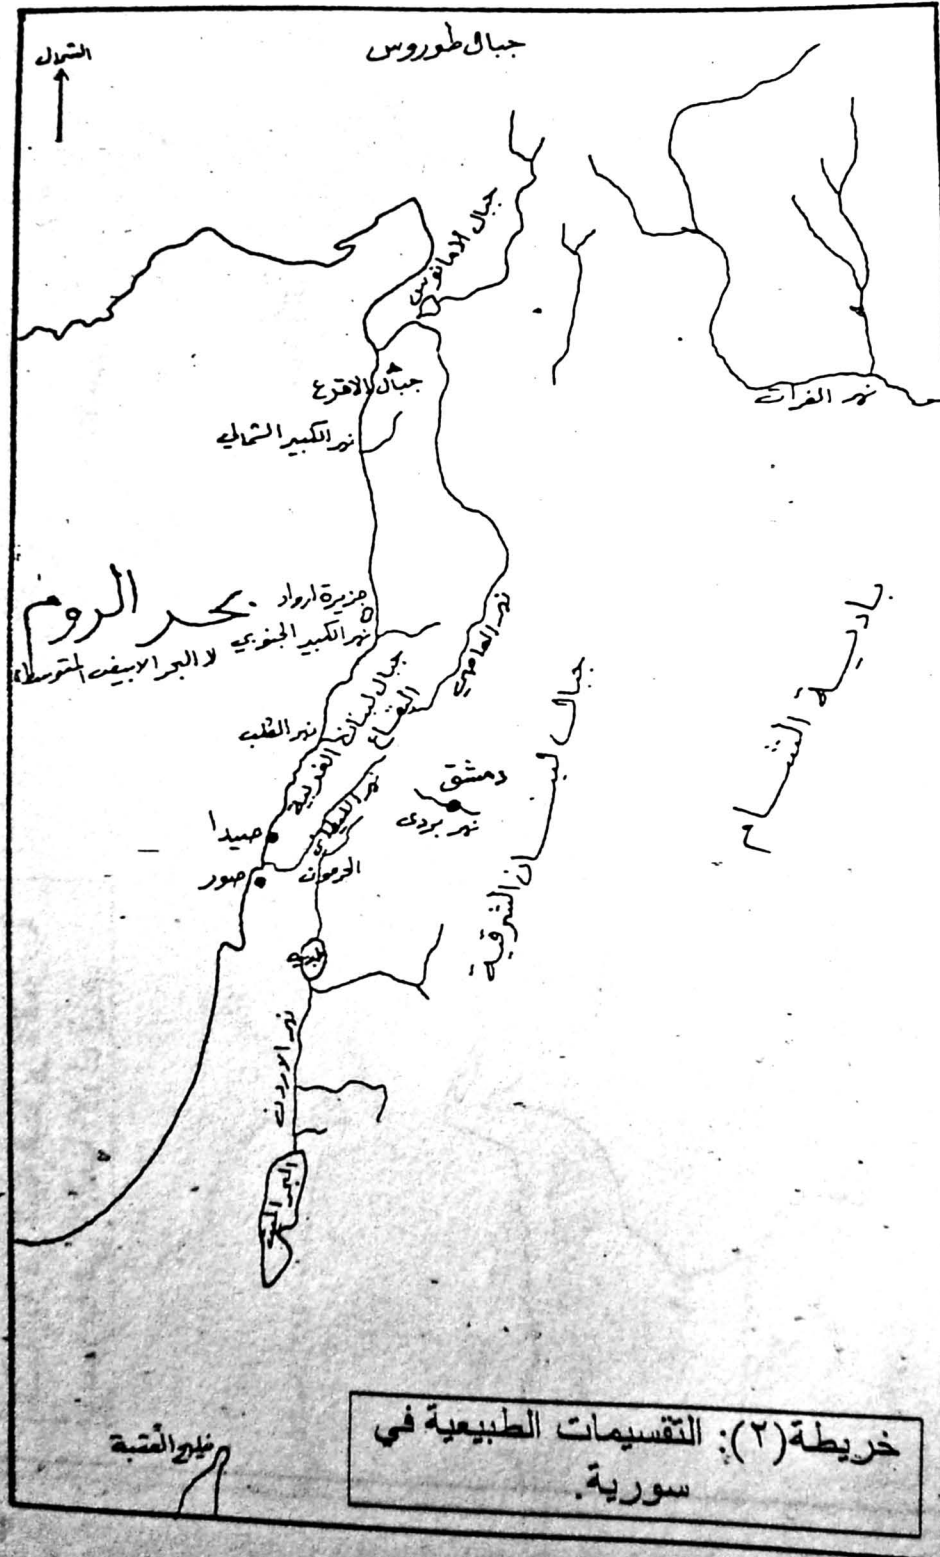 جبال طوروس
الشمال
جبال الامانوس
جبال الاقرع
نهر الفرات
نهر الكبير الشمالي
جزيرة ارواد
بحر الروم
نهر الكبير الجنوبي
لا البحر الابيض المتوسط
نهر العاصي
بادية الشام
جبال لبنان الغربية
البقاع
نهر الكلب
جبال لبنان الشرقية
نهر الليطاني
دمشق
نهر بردى
صيدا
الحرمون
صور
نهر الاردن
البحر الميت
خليج العقبة
خريطة(٢): التقسيمات الطبيعية في
سورية.